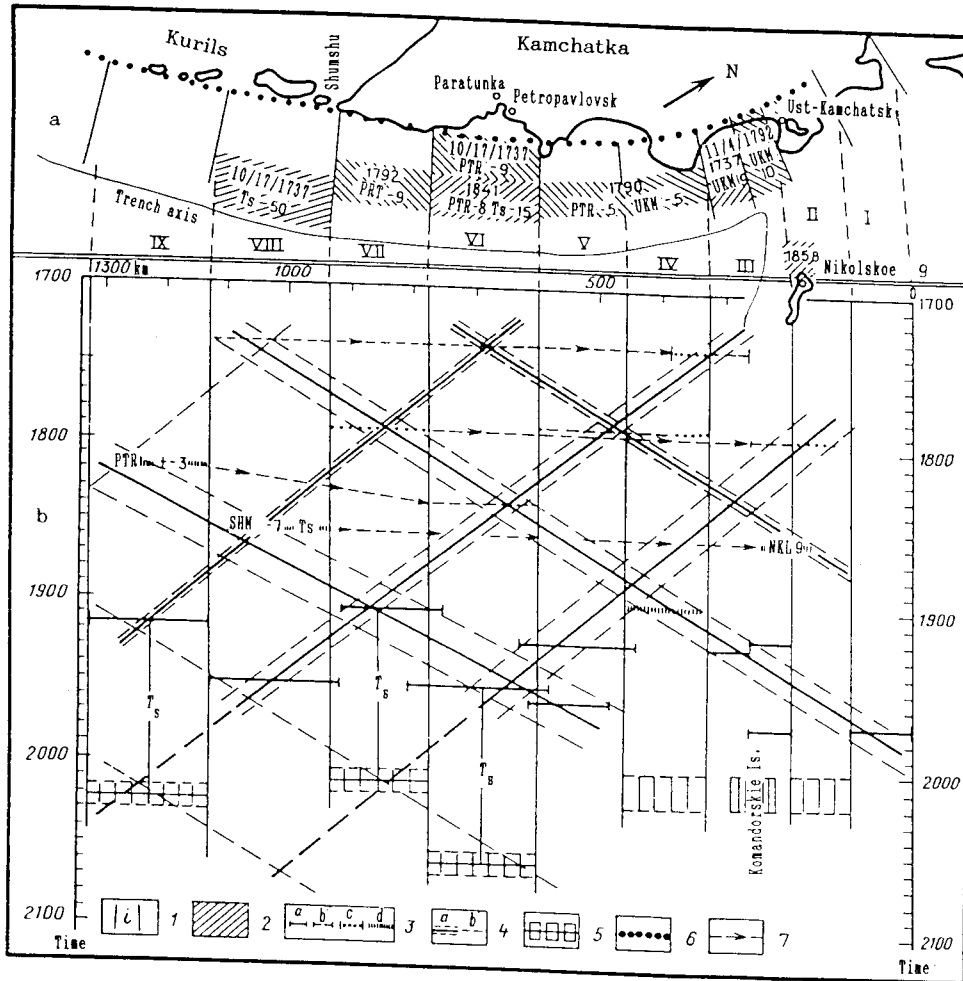 Kurils
Shumshu
Kamchatka
Paratunka
Petropavlovsk
N
Ust-Kamchatsk
a
10/17/1737
Ts-50
1792
PRT-9
10/17/1737
PTR-9
1841
PTR-8 Ts-15
1790
PTR-5 UKM-5
11/4/1792
1737 UKM
UKM 9 10
Trench axis
IX VIII VII VI V IV III II I
1858
Nikolskoe
1300 km 1000 500 0
9
1700 1700
1800 1800
PTR -3
b
SHM -7 Ts
NKL 9
1900 1900
Ts Ts Ts
2000 2000
Komandorskie Is.
2100 2100
Time Time
i 1 2 a b c d 3 a b 4 5 6 7